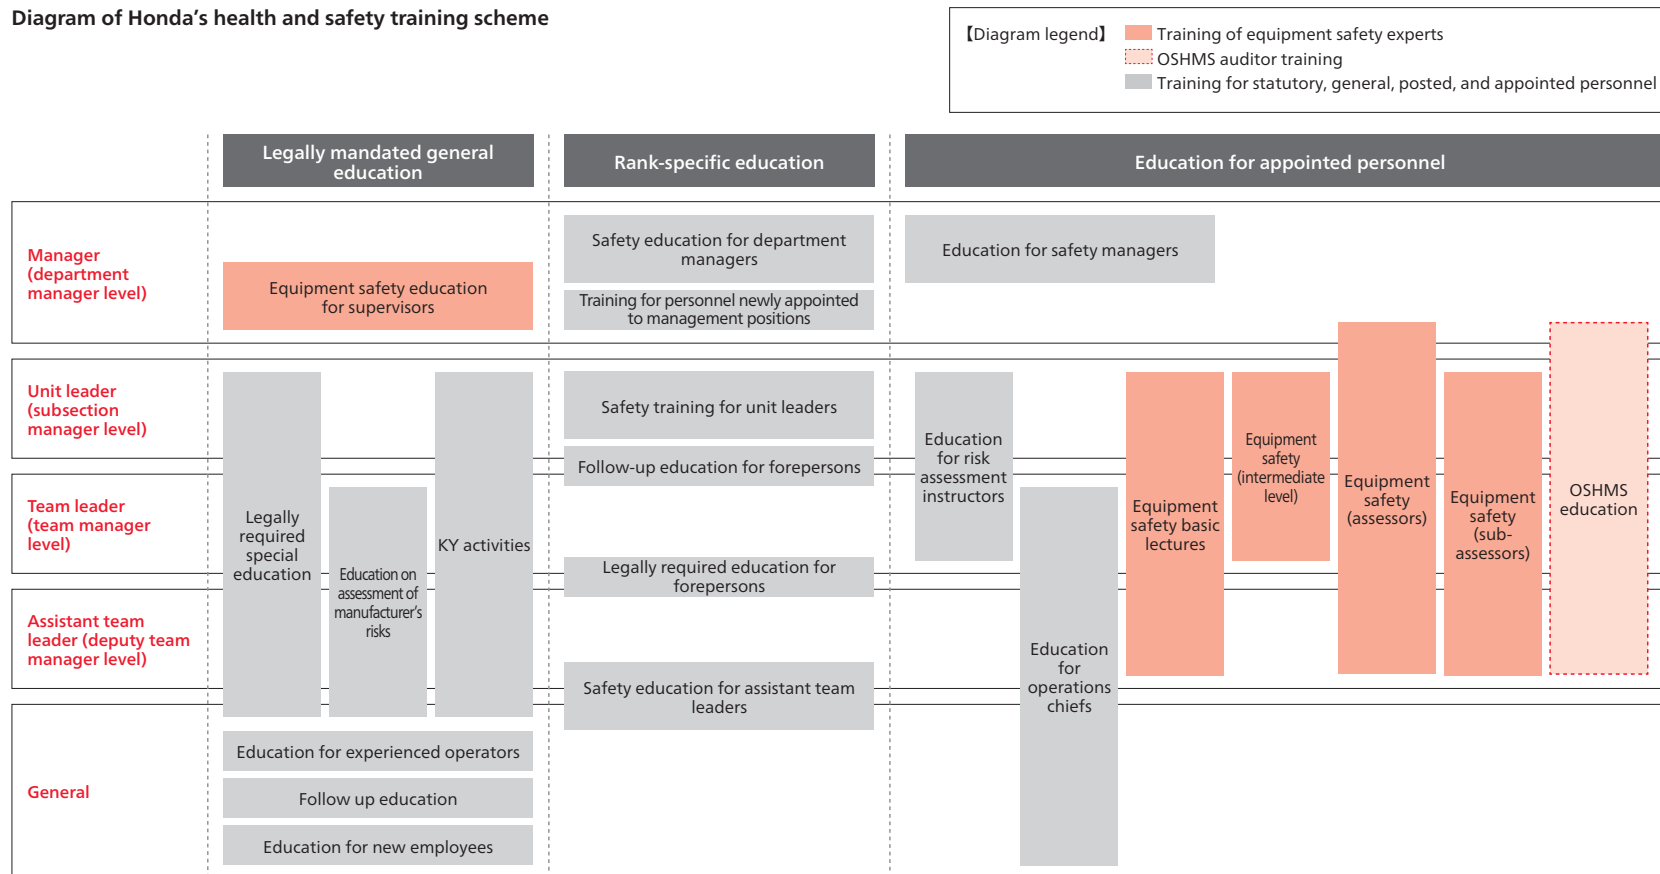 Diagram of Honda's health and safety training scheme
【Diagram legend】
Training of equipment safety experts
OSHMS auditor training
Training for statutory, general, posted, and appointed personnel
Legally mandated general
education
Rank-specific education
Education for appointed personnel
Manager
(department
manager level)
Equipment safety education
for supervisors
Safety education for department
managers
Training for personnel newly appointed
to management positions
Education for safety managers
Unit leader
(subsection
manager level)
Safety training for unit leaders
Follow-up education for forepersons
Team leader
(team manager
level)
Legally
required
special
education
Education on
assessment of
manufacturer's
risks
KY activities
Legally required education for
forepersons
Education
for risk
assessment
instructors
Education
for
operations
chiefs
Equipment
safety basic
lectures
Equipment
safety
(intermediate
level)
Equipment
safety
(assessors)
Equipment
safety
(sub-
assessors)
OSHMS
education
Assistant team
leader (deputy team
manager level)
Safety education for assistant team
leaders
General
Education for experienced operators
Follow up education
Education for new employees